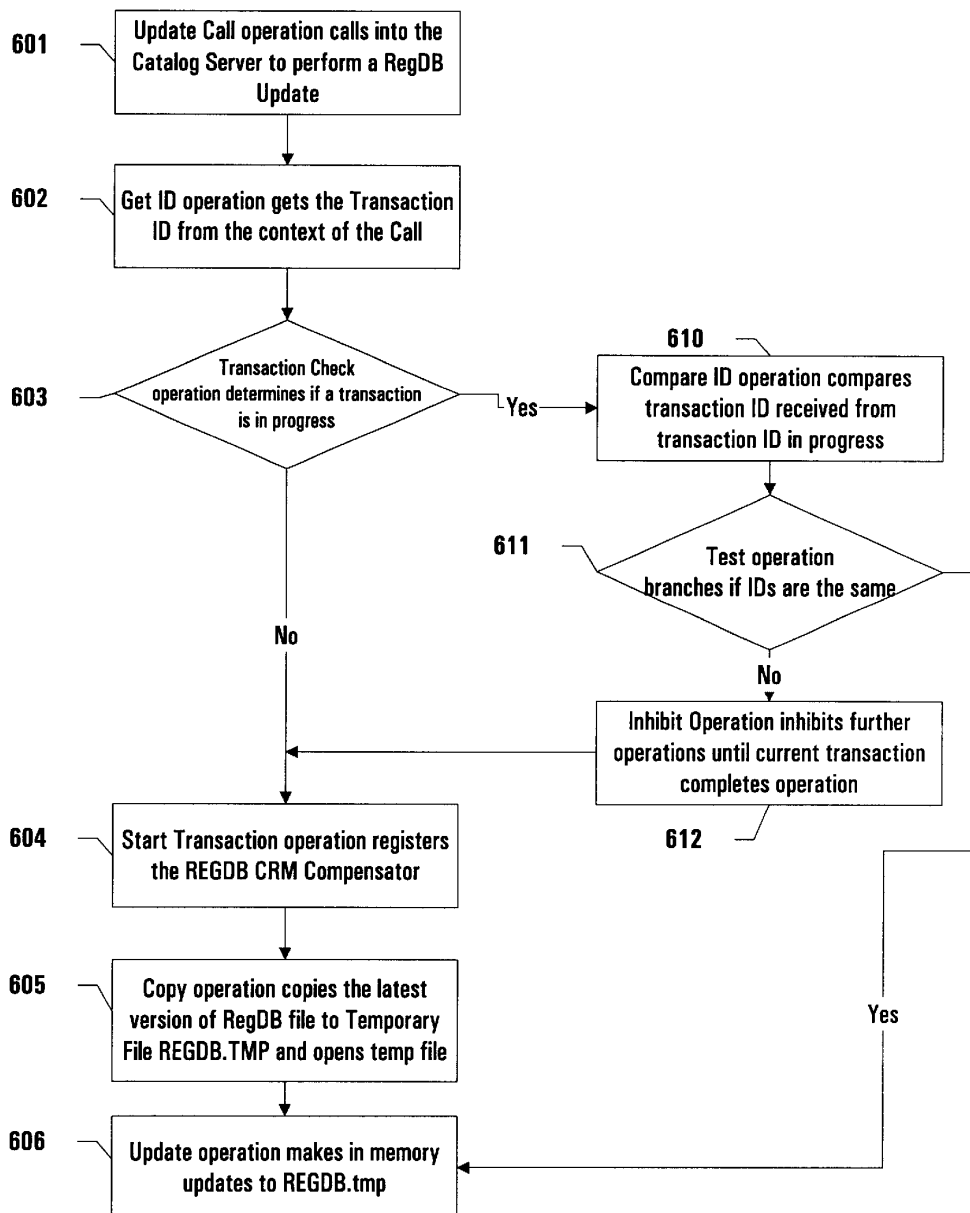 601
Update Call operation calls into the
Catalog Server to perform a RegDB
Update
602
Get ID operation gets the Transaction
ID from the context of the Call
603
Transaction Check
operation determines if a transaction
is in progress
Yes
610
Compare ID operation compares
transaction ID received from
transaction ID in progress
611
Test operation
branches if IDs are the same
No
No
Inhibit Operation inhibits further
operations until current transaction
completes operation
612
604
Start Transaction operation registers
the REGDB CRM Compensator
605
Copy operation copies the latest
version of RegDB file to Temporary
File REGDB.TMP and opens temp file
Yes
606
Update operation makes in memory
updates to REGDB.tmp